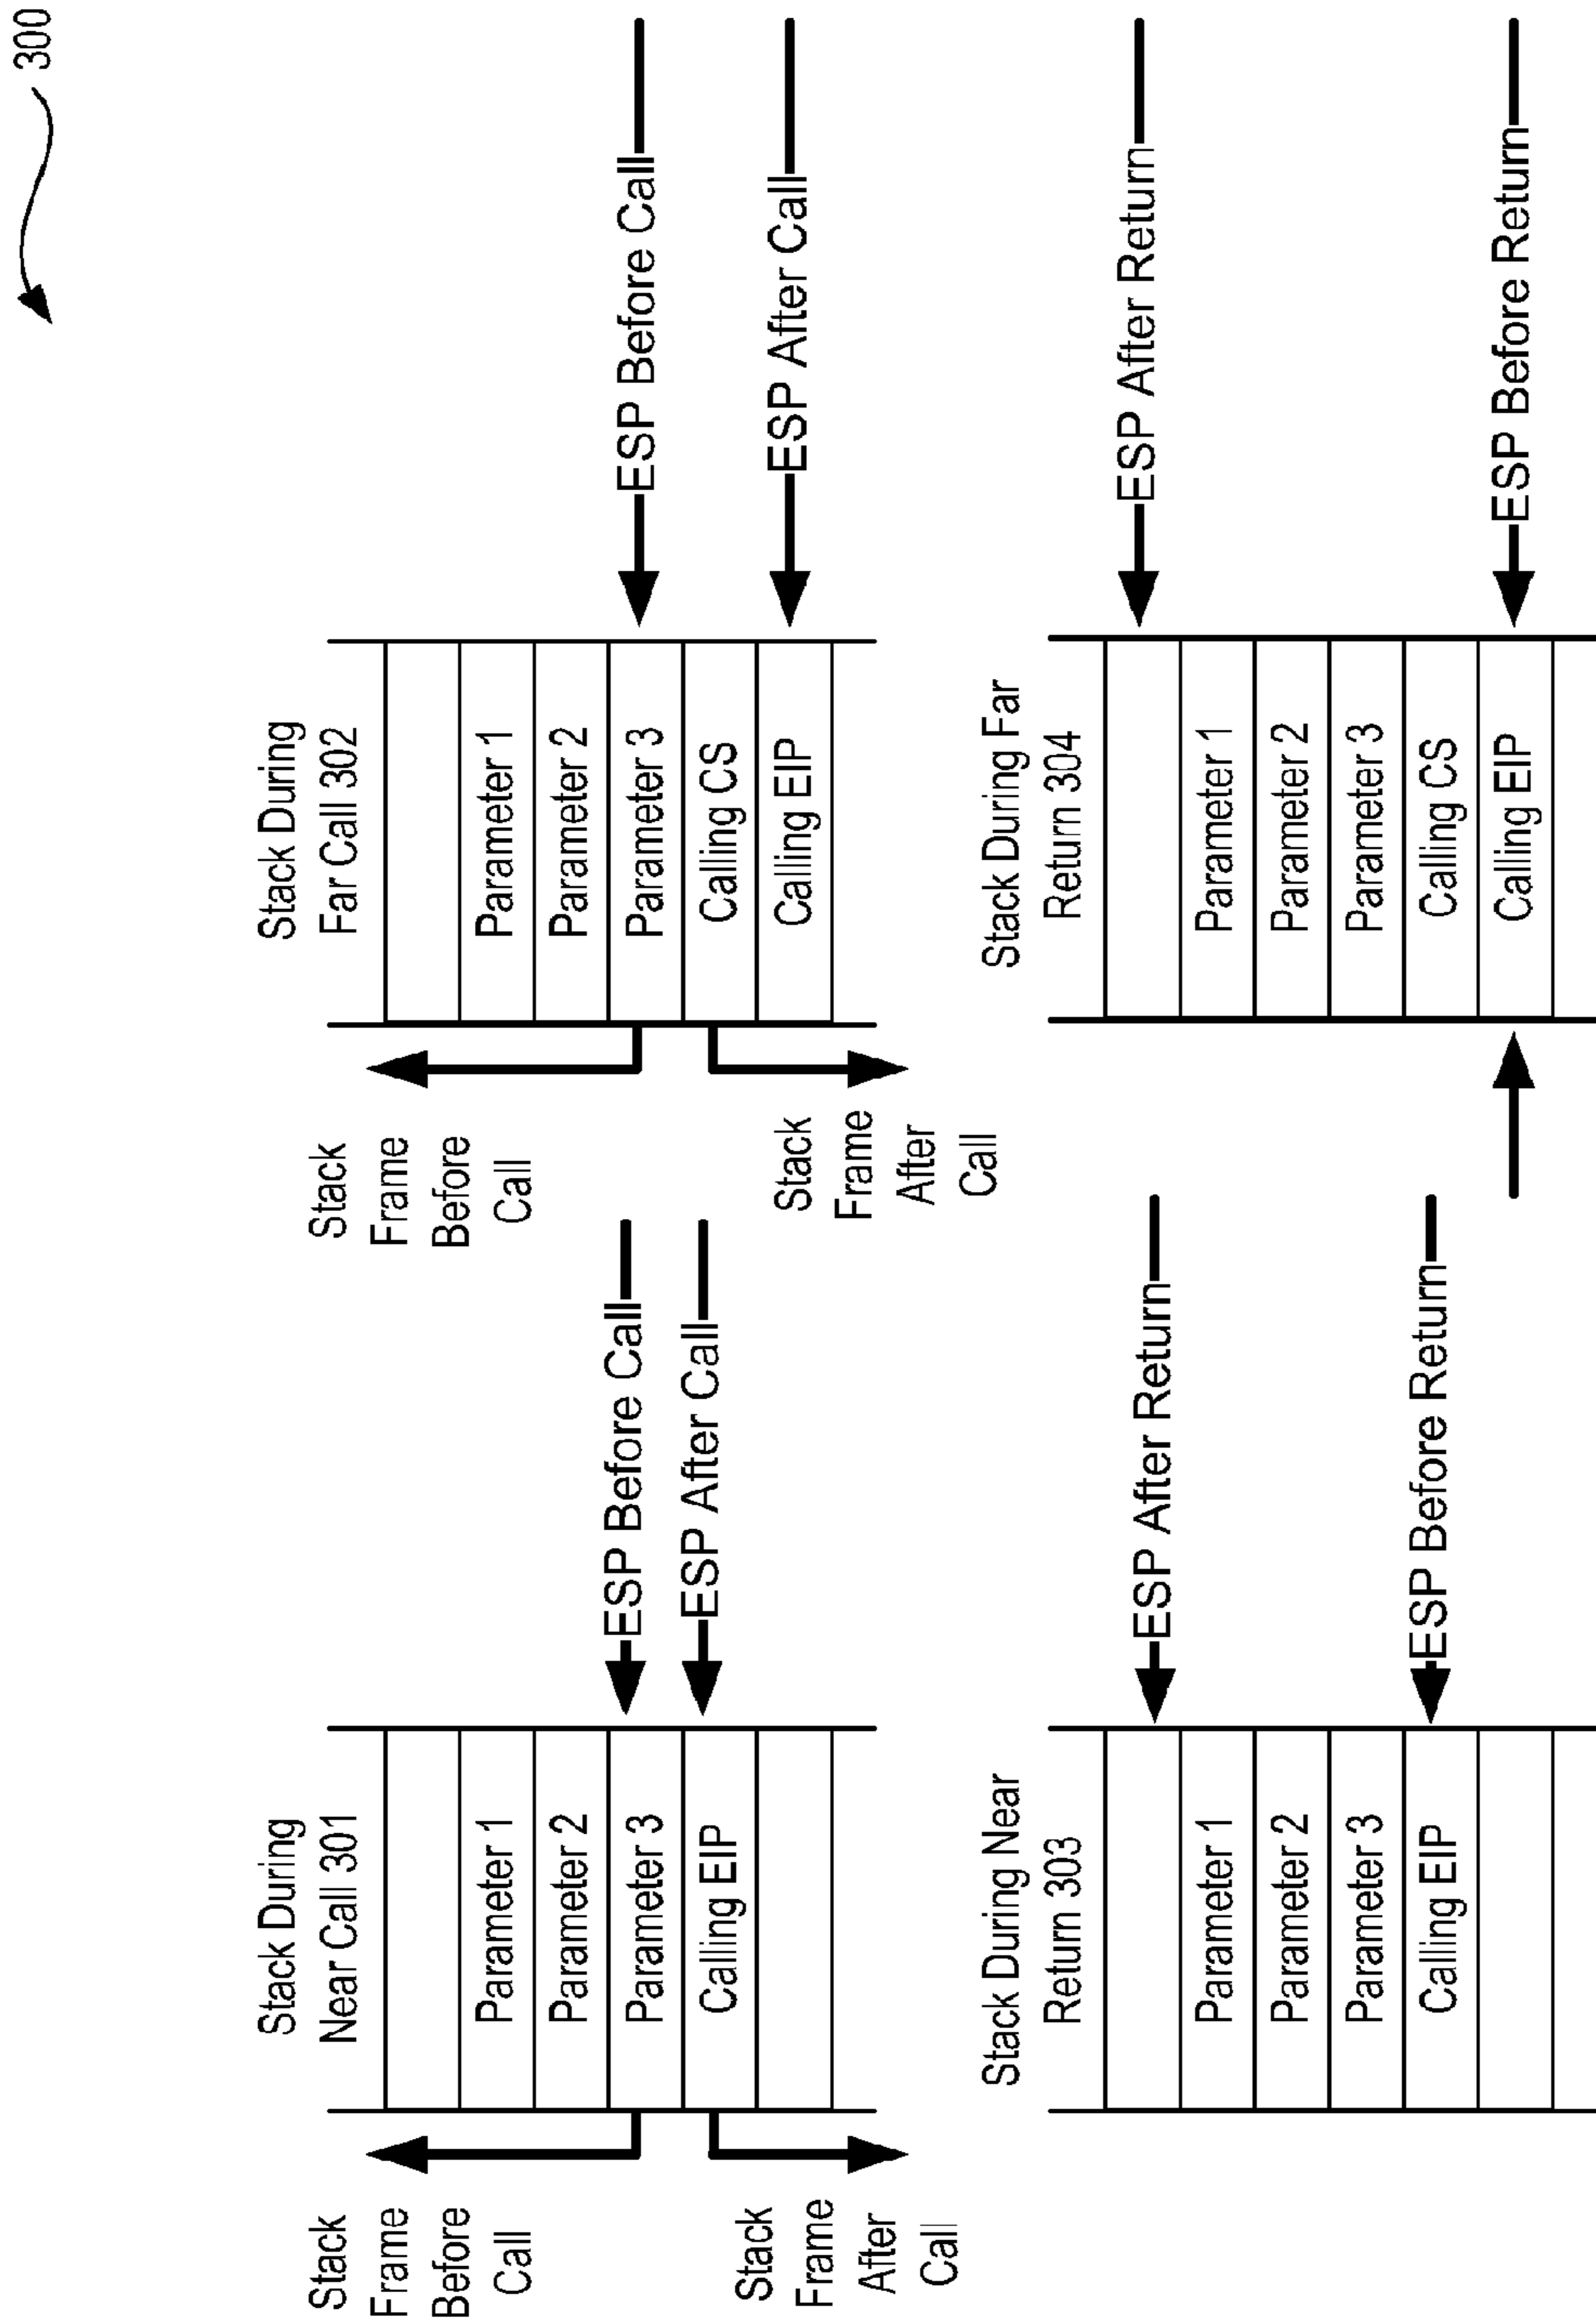 300
Stack During
Near Call 301
Stack
Frame
Before
Call
Parameter 1
Parameter 2
Parameter 3
Calling EIP
ESP Before Call
ESP After Call
Stack
Frame
After
Call
Stack During
Far Call 302
Stack
Frame
Before
Call
Parameter 1
Parameter 2
Parameter 3
Calling CS
Calling EIP
ESP Before Call
ESP After Call
Stack
Frame
After
Call
Stack During Near
Return 303
Parameter 1
Parameter 2
Parameter 3
Calling EIP
ESP After Return
ESP Before Return
Stack During Far
Return 304
Parameter 1
Parameter 2
Parameter 3
Calling CS
Calling EIP
ESP After Return
ESP Before Return